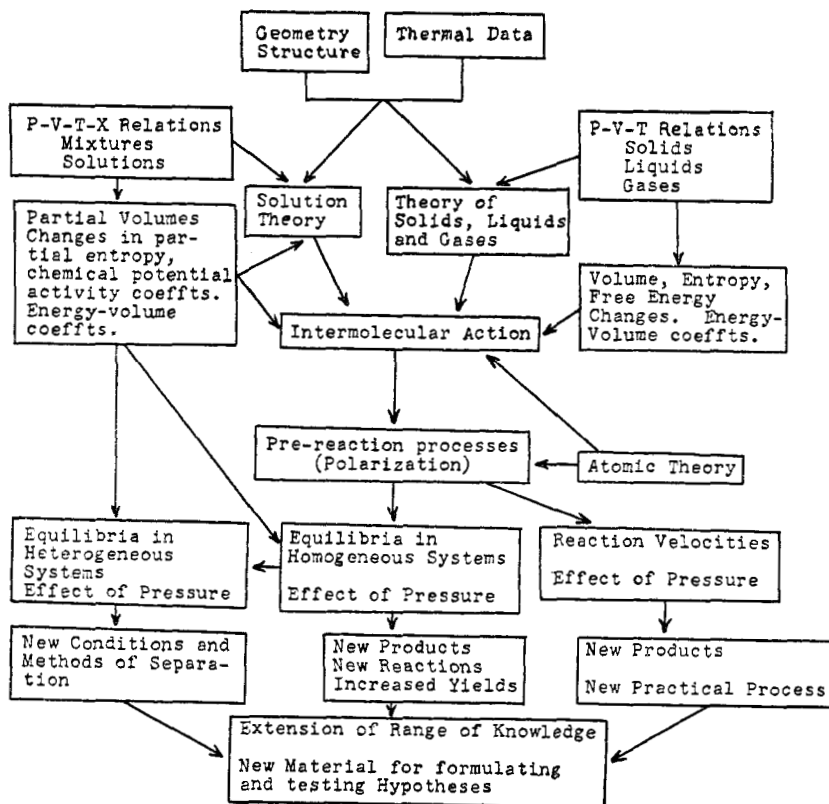 Geometry
Structure
Thermal Data
P-V-T-X Relations
Mixtures
Solutions
P-V-T Relations
Solids
Liquids
Gases
Solution
Theory
Theory of
Solids, Liquids
and Gases
Partial Volumes
Changes in par-
tial entropy,
chemical potential
activity coeffts.
Energy-volume
coeffts.
Volume, Entropy,
Free Energy
Changes. Energy-
Volume coeffts.
Intermolecular Action
Pre-reaction processes
(Polarization)
Atomic Theory
Equilibria in
Heterogeneous
Systems
Effect of Pressure
Equilibria in
Homogeneous Systems
Effect of Pressure
Reaction Velocities
Effect of Pressure
New Conditions and
Methods of Separa-
tion
New Products
New Reactions
Increased Yields
New Products
New Practical Process
Extension of Range of Knowledge
New Material for formulating
and testing Hypotheses